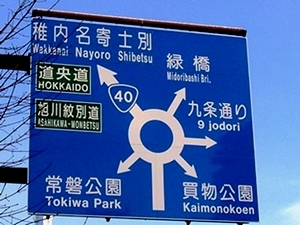 稚内名寄士別
Wakkanai Nayoro Shibetsu
緑橋
Midoribashi Bri.
道央道
HOKKAIDO
旭川紋別道
ASAHIKAWA-MONBETSU
40
九条通り
9 jodori
常磐公園
Tokiwa Park
買物公園
Kaimonokoen